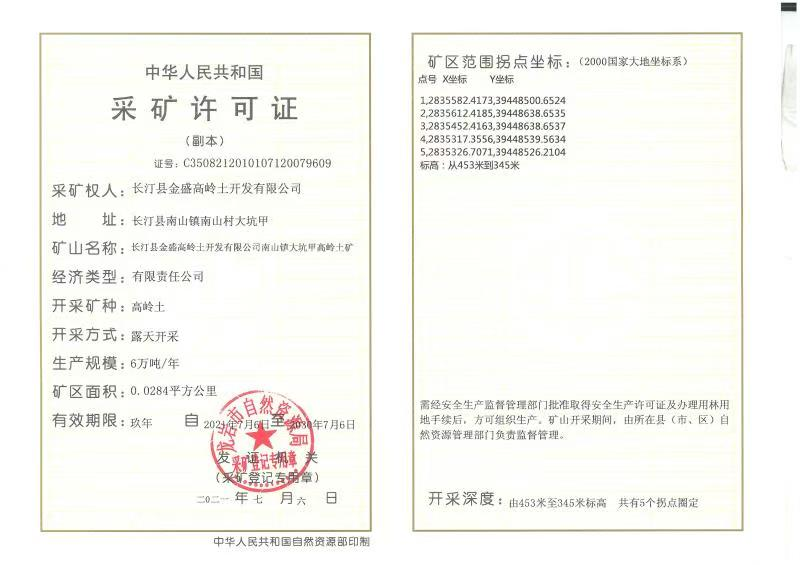 中华人民共和国
采矿许可证
(副本)
证号: C3508212010107120079609
采矿权人: 长汀县金盛高岭土开发有限公司
地 址: 长汀县南山镇南山村大坑甲
矿山名称: 长汀县金盛高岭土开发有限公司南山镇大坑甲高岭土矿
经济类型: 有限责任公司
开采矿种: 高岭土
开采方式: 露天开采
生产规模: 6万吨/年
矿区面积: 0.0284平方公里
有效期限: 玖年 自 2021年7月6日 至 2030年7月6日
龙岩市自然资源局
采矿登记专用章
发 证 机 关
(采矿登记专用章)
二〇二一 年 七 月 六 日
中华人民共和国自然资源部印制
矿区范围拐点坐标: (2000国家大地坐标系)
点号 X坐标 Y坐标
1,2835582.4173,39448500.6524
2,2835612.4185,39448638.6535
3,2835452.4163,39448638.6537
4,2835317.3556,39448539.5634
5,2835326.7071,39448526.2104
标高: 从453米到345米
需经安全生产监督管理部门批准取得安全生产许可证及办理用林用
地手续后，方可组织生产。矿山开采期间，由所在县（市、区）自
然资源管理部门负责监督管理。
开采深度: 由453米至345米标高 共有5个拐点圈定